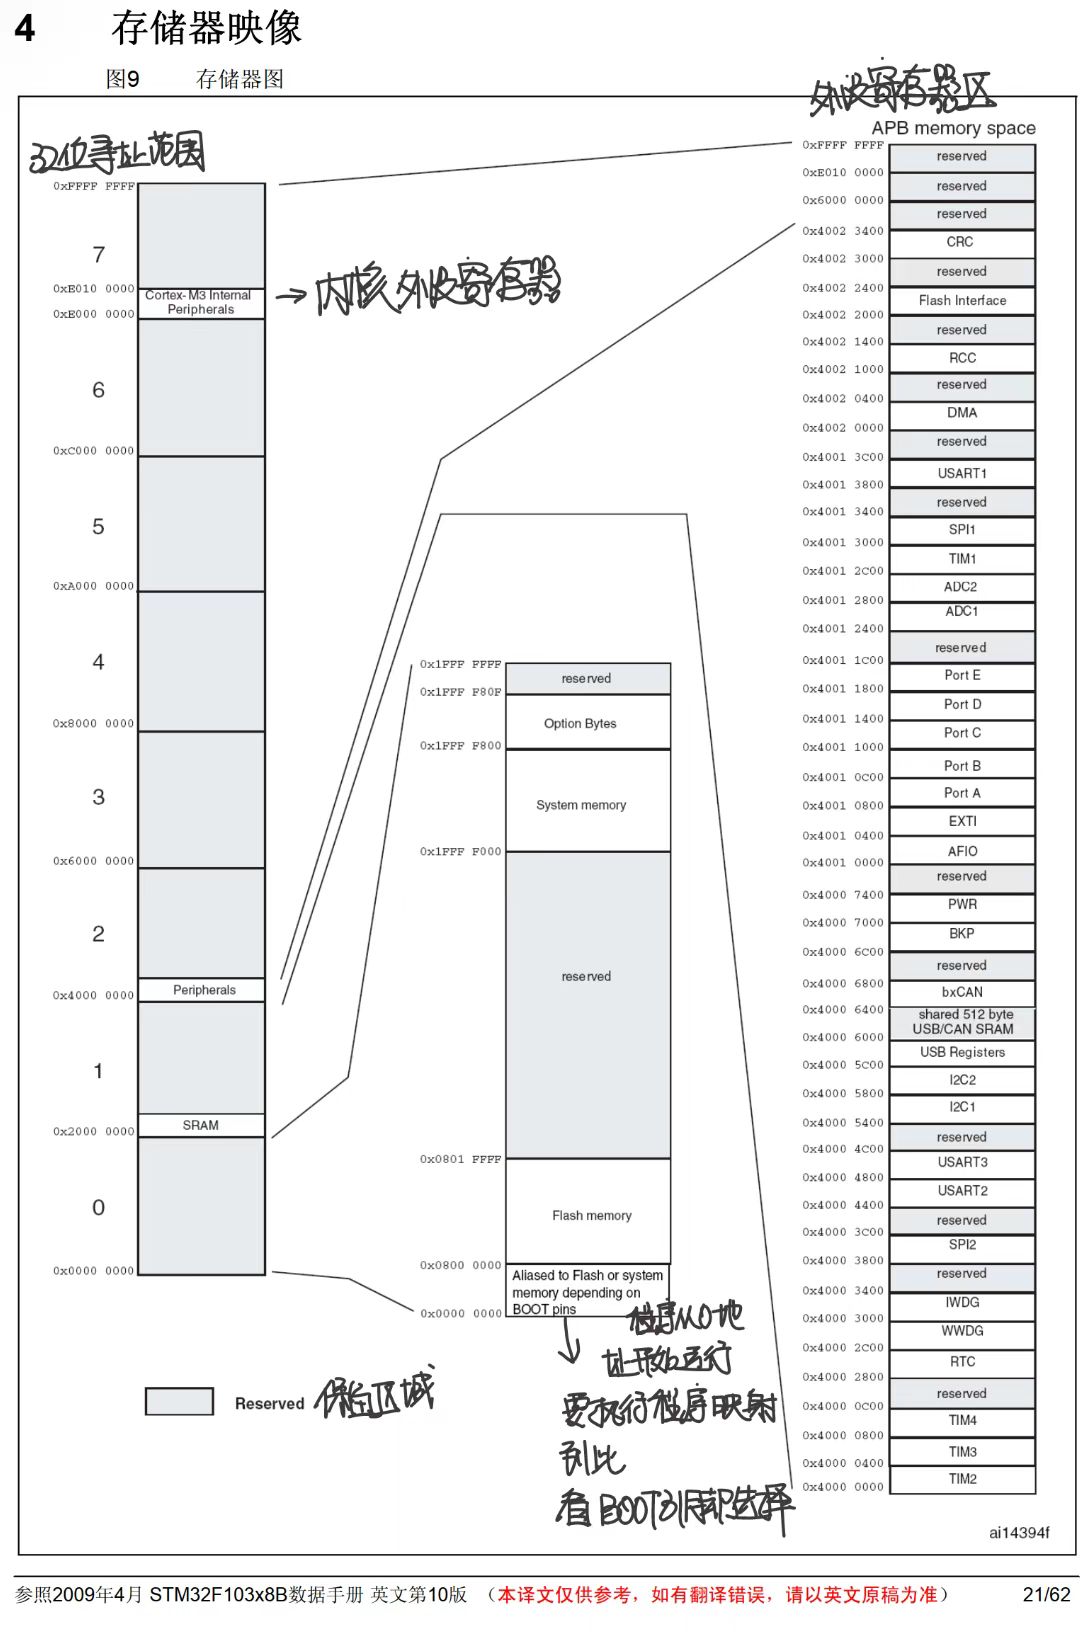 4 存储器映像
图9 存储器图
外设寄存器区
32位寻址范围
APB memory space
0xFFFF FFFF
7
0xE010 0000
Cortex-M3 Internal
Peripherals
0xE000 0000
→ 内核外设寄存器
6
0xC000 0000
5
0xA000 0000
4
0x8000 0000
3
0x6000 0000
2
Peripherals
0x4000 0000
1
SRAM
0x2000 0000
0
0x0000 0000
Reserved 保留区域
0x1FFF FFFF
reserved
0x1FFF F80F
Option Bytes
0x1FFF F800
System memory
0x1FFF F000
reserved
0x0801 FFFF
Flash memory
0x0800 0000
Aliased to Flash or system
memory depending on
BOOT pins
0x0000 0000
程序从0地
址开始运行
要执行程序映射
到此
看BOOT引脚选择
0xFFFF FFFF
reserved
0xE010 0000
reserved
0x6000 0000
reserved
0x4002 3400
CRC
0x4002 3000
reserved
0x4002 2400
Flash Interface
0x4002 2000
reserved
0x4002 1400
RCC
0x4002 1000
reserved
0x4002 0400
DMA
0x4002 0000
reserved
0x4001 3C00
USART1
0x4001 3800
reserved
0x4001 3400
SPI1
0x4001 3000
TIM1
0x4001 2C00
ADC2
0x4001 2800
ADC1
0x4001 2400
reserved
0x4001 1C00
Port E
0x4001 1800
Port D
0x4001 1400
Port C
0x4001 1000
Port B
0x4001 0C00
Port A
0x4001 0800
EXTI
0x4001 0400
AFIO
0x4001 0000
reserved
0x4000 7400
PWR
0x4000 7000
BKP
0x4000 6C00
reserved
0x4000 6800
bxCAN
0x4000 6400
shared 512 byte
USB/CAN SRAM
0x4000 6000
USB Registers
0x4000 5C00
I2C2
0x4000 5800
I2C1
0x4000 5400
reserved
0x4000 4C00
USART3
0x4000 4800
USART2
0x4000 4400
reserved
0x4000 3C00
SPI2
0x4000 3800
reserved
0x4000 3400
IWDG
0x4000 3000
WWDG
0x4000 2C00
RTC
0x4000 2800
reserved
0x4000 0C00
TIM4
0x4000 0800
TIM3
0x4000 0400
TIM2
0x4000 0000
ai14394f
参照2009年4月 STM32F103x8B数据手册 英文第10版 （本译文仅供参考，如有翻译错误，请以英文原稿为准） 21/62